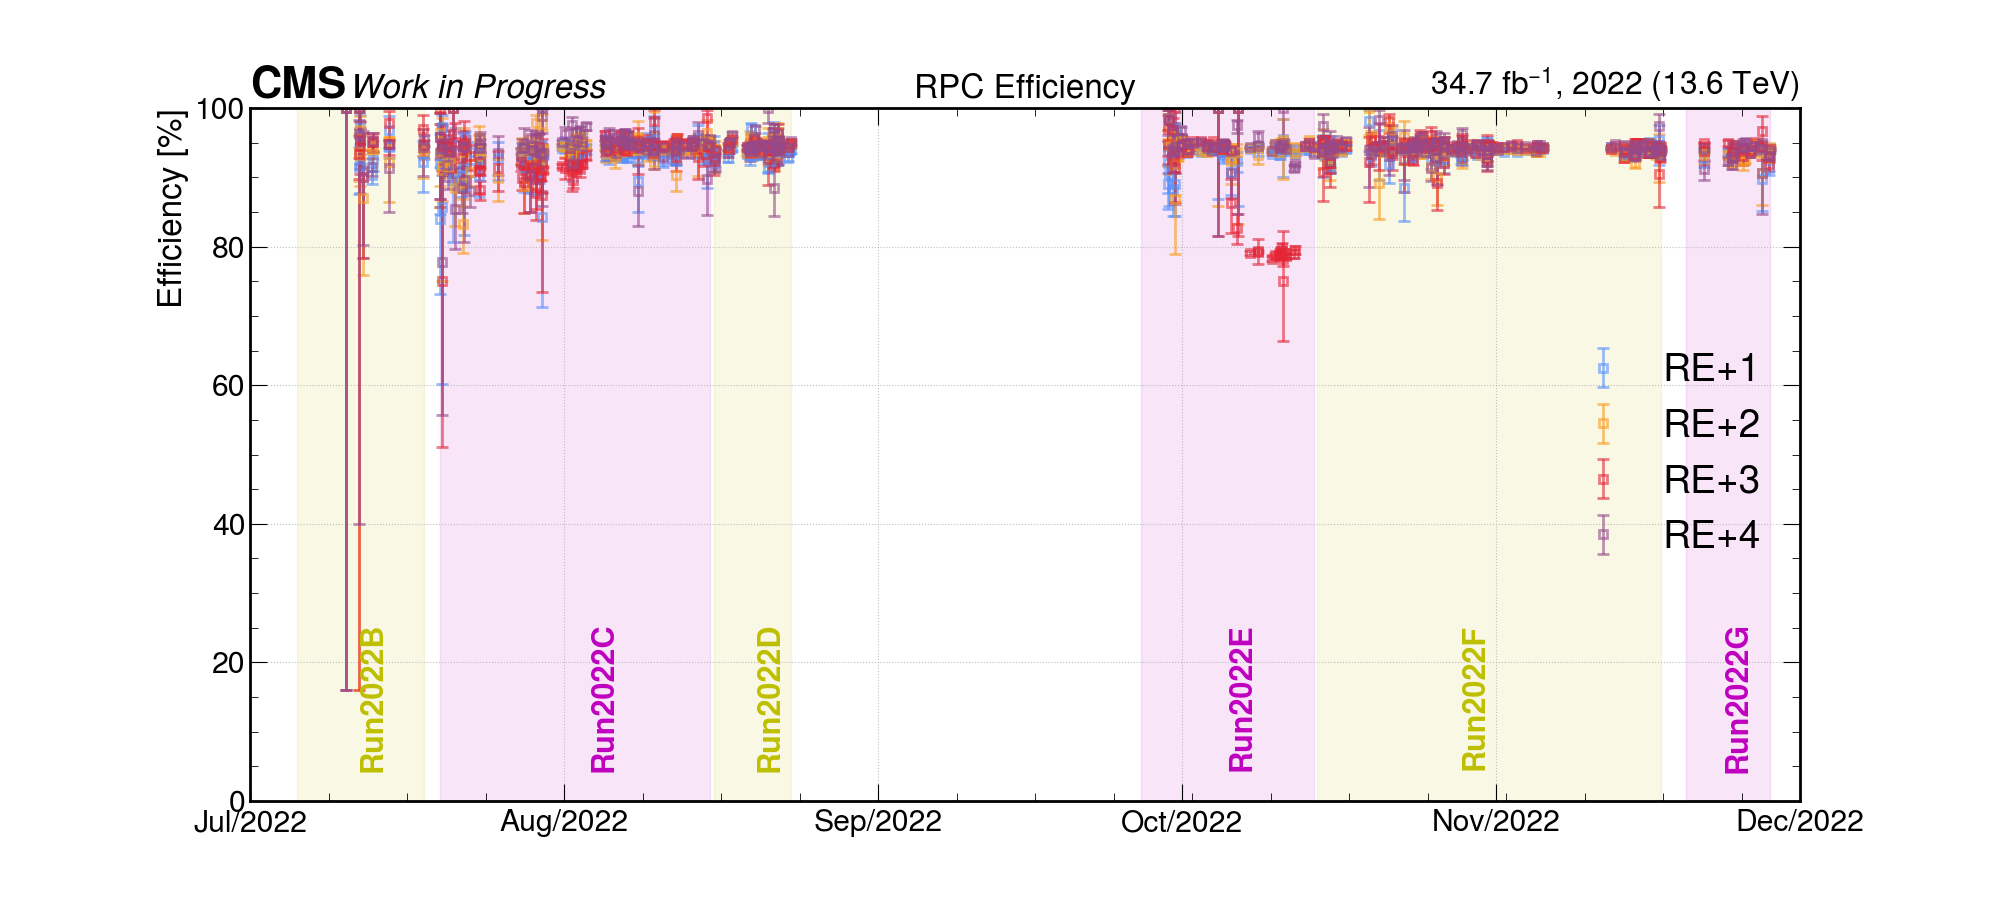 CMS Work in Progress RPC Efficiency 34.7 fb⁻¹, 2022 (13.6 TeV)
Efficiency [%]
100
80
60
40
20
0
RE+1
RE+2
RE+3
RE+4
Run2022B
Run2022C
Run2022D
Run2022E
Run2022F
Run2022G
Jul/2022 Aug/2022 Sep/2022 Oct/2022 Nov/2022 Dec/2022